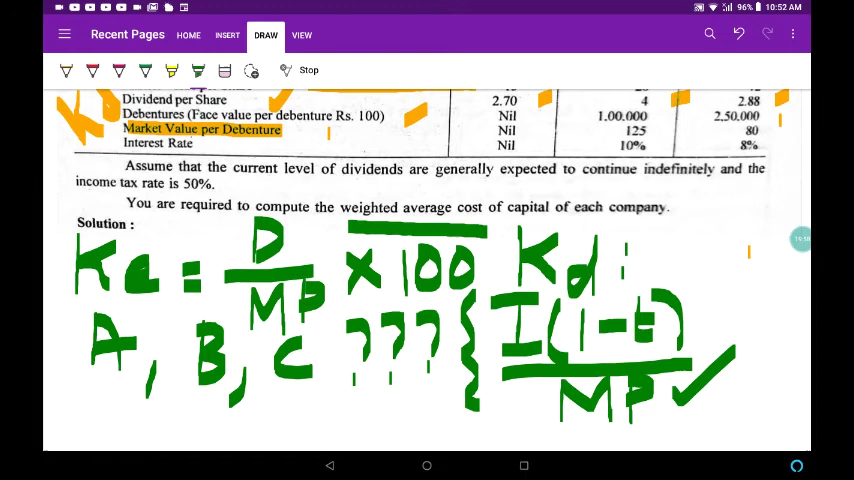 96% 10:52 AM
Recent Pages HOME INSERT DRAW VIEW
Stop
Dividend per Share 2.70 4 2.88
Debentures (Face value per debenture Rs. 100) Nil 1,00,000 2,50,000
Market Value per Debenture Nil 125 80
Interest Rate Nil 10% 8%
Assume that the current level of dividends are generally expected to continue indefinitely and the
income tax rate is 50%.
You are required to compute the weighted average cost of capital of each company.
Solution :
Ke = D/MP × 100 Kd :
A, B, C ??? { I(1-t)/MP ✓